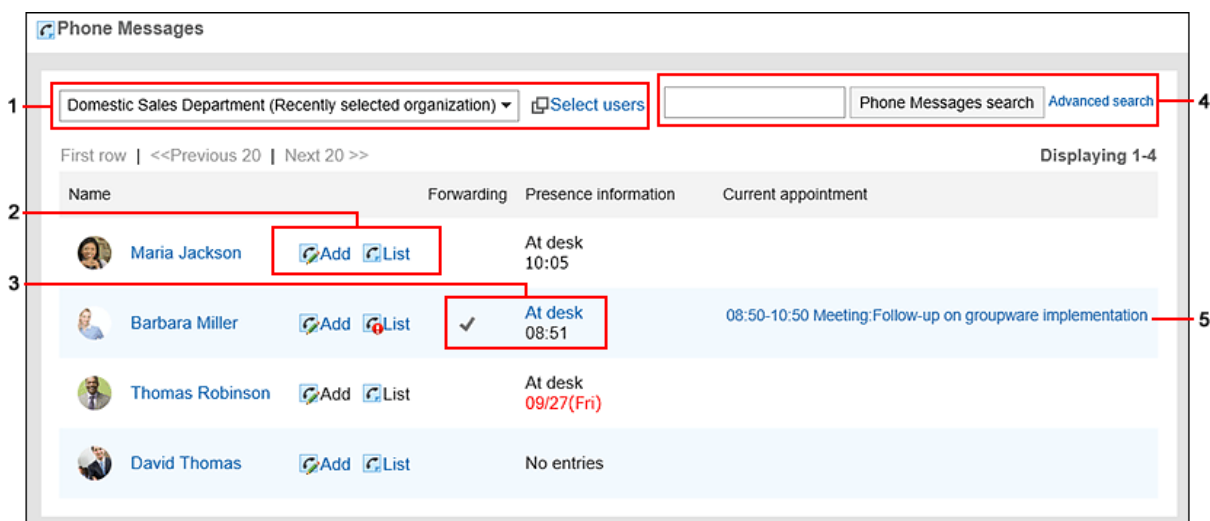 Phone Messages
1 Domestic Sales Department (Recently selected organization) Select users Phone Messages search Advanced search 4
First row | <<Previous 20 | Next 20 >> Displaying 1-4
Name Forwarding Presence information Current appointment
2
Maria Jackson Add List At desk
10:05
3
Barbara Miller Add List At desk 08:50-10:50 Meeting:Follow-up on groupware implementation 5
08:51
Thomas Robinson Add List At desk
09/27(Fri)
David Thomas Add List No entries